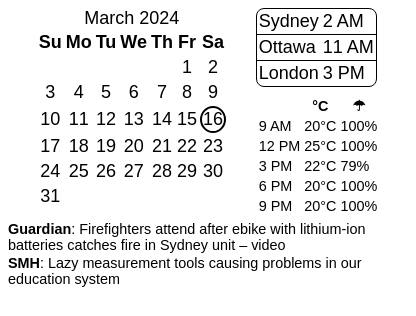 March 2024
Su Mo Tu We Th Fr Sa
1 2
3 4 5 6 7 8 9
10 11 12 13 14 15 16
17 18 19 20 21 22 23
24 25 26 27 28 29 30
31
Sydney 2 AM
Ottawa 11 AM
London 3 PM
°C ☂
9 AM 20°C 100%
12 PM 25°C 100%
3 PM 22°C 79%
6 PM 20°C 100%
9 PM 20°C 100%
Guardian: Firefighters attend after ebike with lithium-ion
batteries catches fire in Sydney unit – video
SMH: Lazy measurement tools causing problems in our
education system